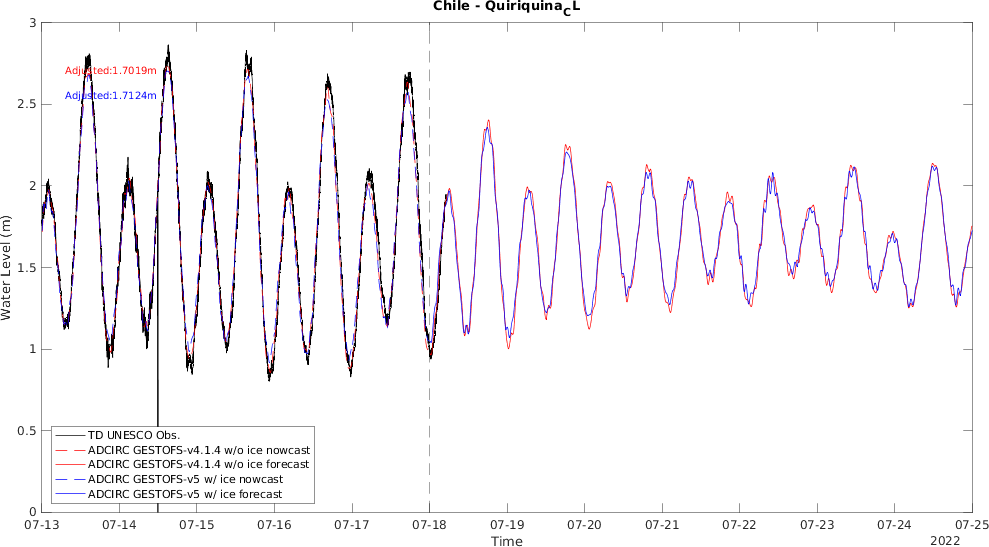 Chile - Quiriquina_CL
3
Adjusted:1.7019m
2.5
Adjusted:1.7124m
2
Water Level (m)
1.5
1
0.5
TD UNESCO Obs.
ADCIRC GESTOFS-v4.1.4 w/o ice nowcast
ADCIRC GESTOFS-v4.1.4 w/o ice forecast
ADCIRC GESTOFS-v5 w/ ice nowcast
ADCIRC GESTOFS-v5 w/ ice forecast
0
07-13 07-14 07-15 07-16 07-17 07-18 07-19 07-20 07-21 07-22 07-23 07-24 07-25
Time
2022